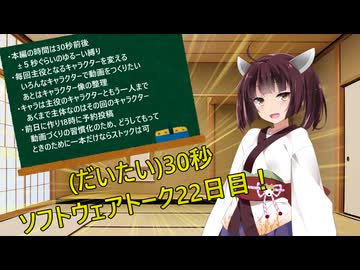 ・本編の時間は30秒前後
±5秒ぐらいのゆるーい縛り
・毎回主役となるキャラクターを変える
いろんなキャラクターで動画をつくりたい
あとはキャラクター像の整理
・キャラは主役のキャラクターともう一人まで
あくまで主体なのはその回のキャラクター
・前日に作り18時に予約投稿
動画づくりの習慣化のため、どうしてもって
ときのために一本だけならストックは可
(だいたい)30秒
ソフトウェアトーク22日目！